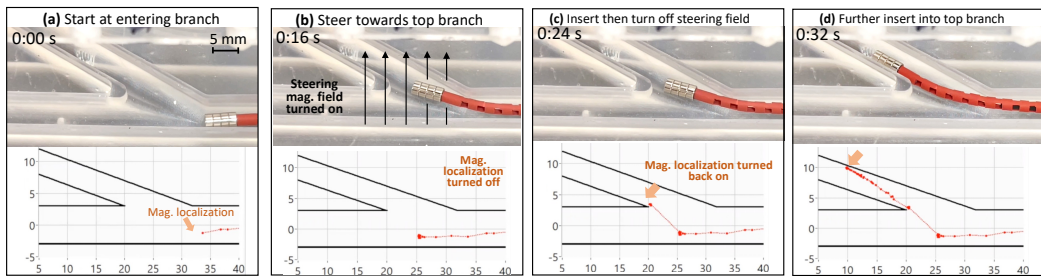 (a) Start at entering branch
0:00 s
5 mm
10
5
0
-5
Mag. localization
5 10 15 20 25 30 35 40
(b) Steer towards top branch
0:16 s
Steering
mag. field
turned on
10
5
0
-5
Mag.
localization
turned off
5 10 15 20 25 30 35 40
(c) Insert then turn off steering field
0:24 s
10
5
0
-5
Mag. localization turned
back on
5 10 15 20 25 30 35 40
(d) Further insert into top branch
0:32 s
10
5
0
-5
5 10 15 20 25 30 35 40